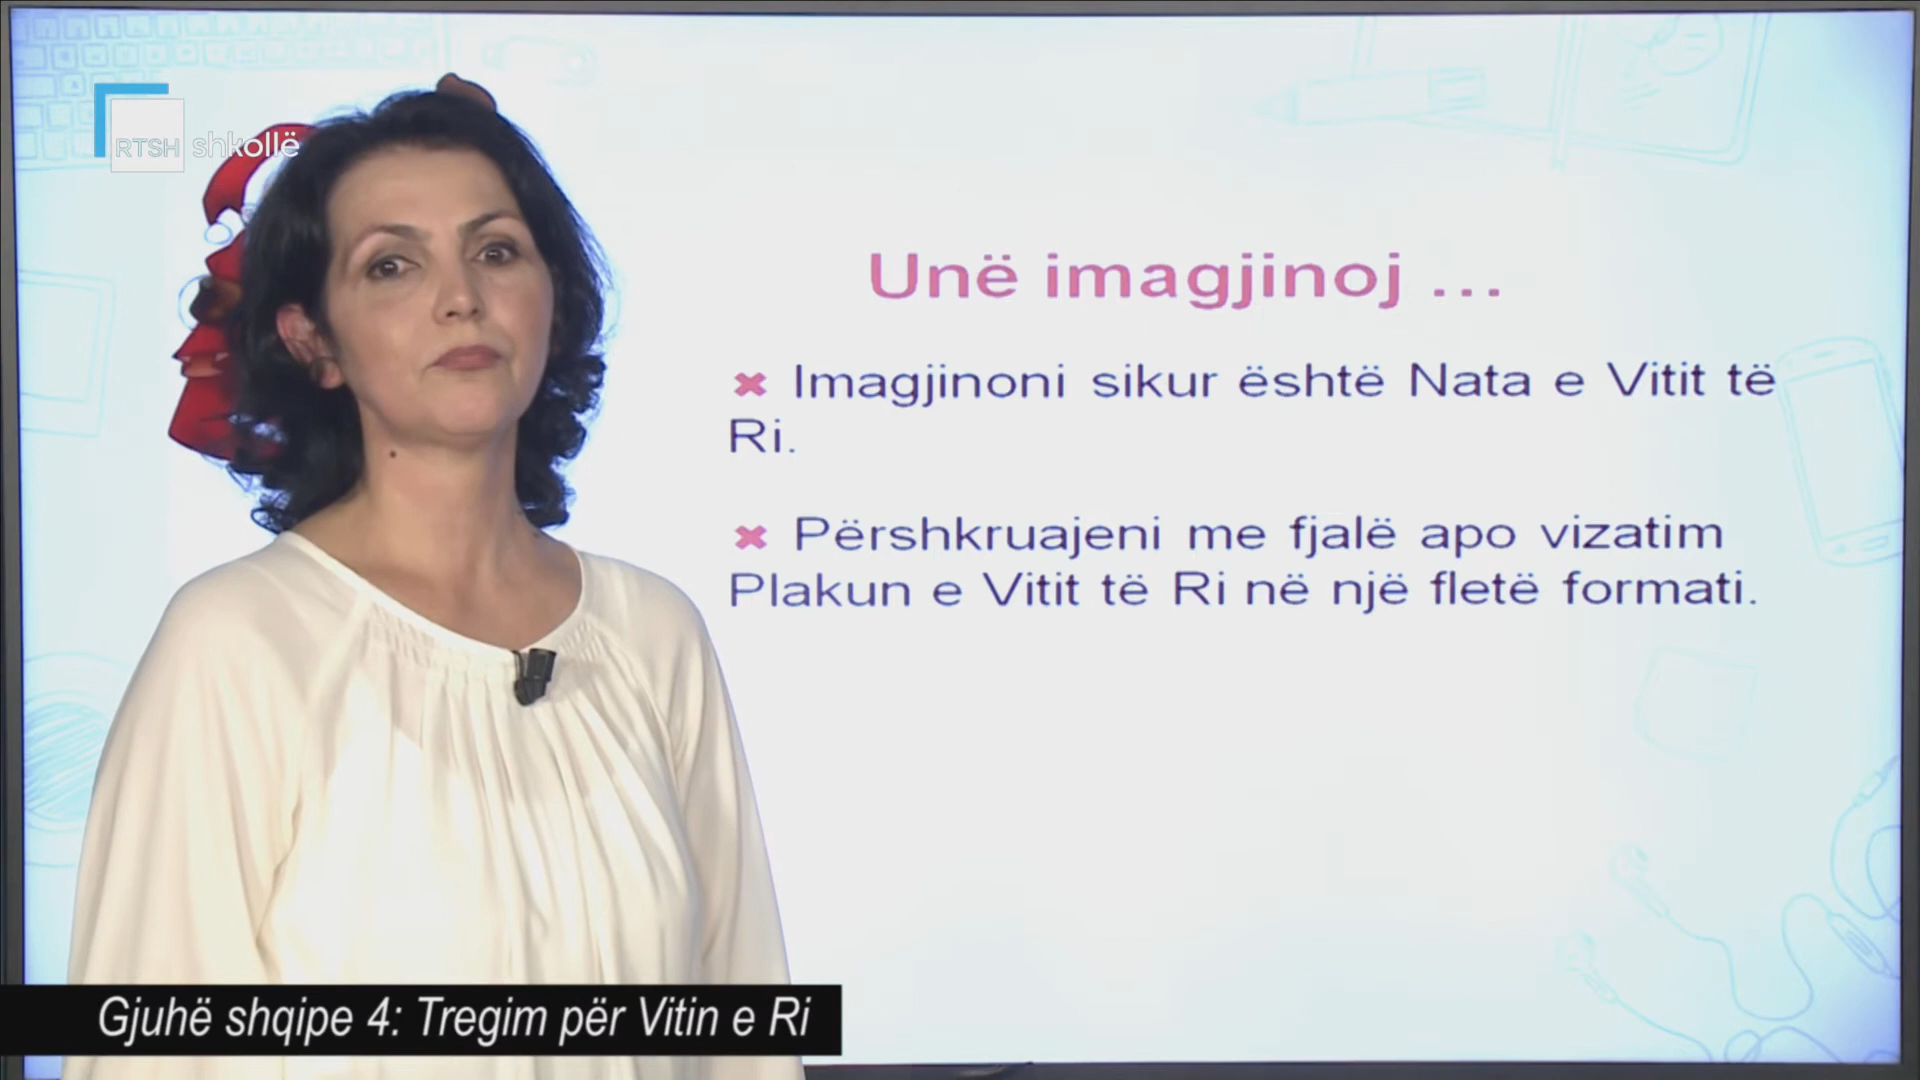 RTSH shkollë
Unë imagjinoj ...
✖ Imagjinoni sikur është Nata e Vitit të
Ri.
✖ Përshkruajeni me fjalë apo vizatim
Plakun e Vitit të Ri në një fletë formati.
Gjuhë shqipe 4: Tregim për Vitin e Ri